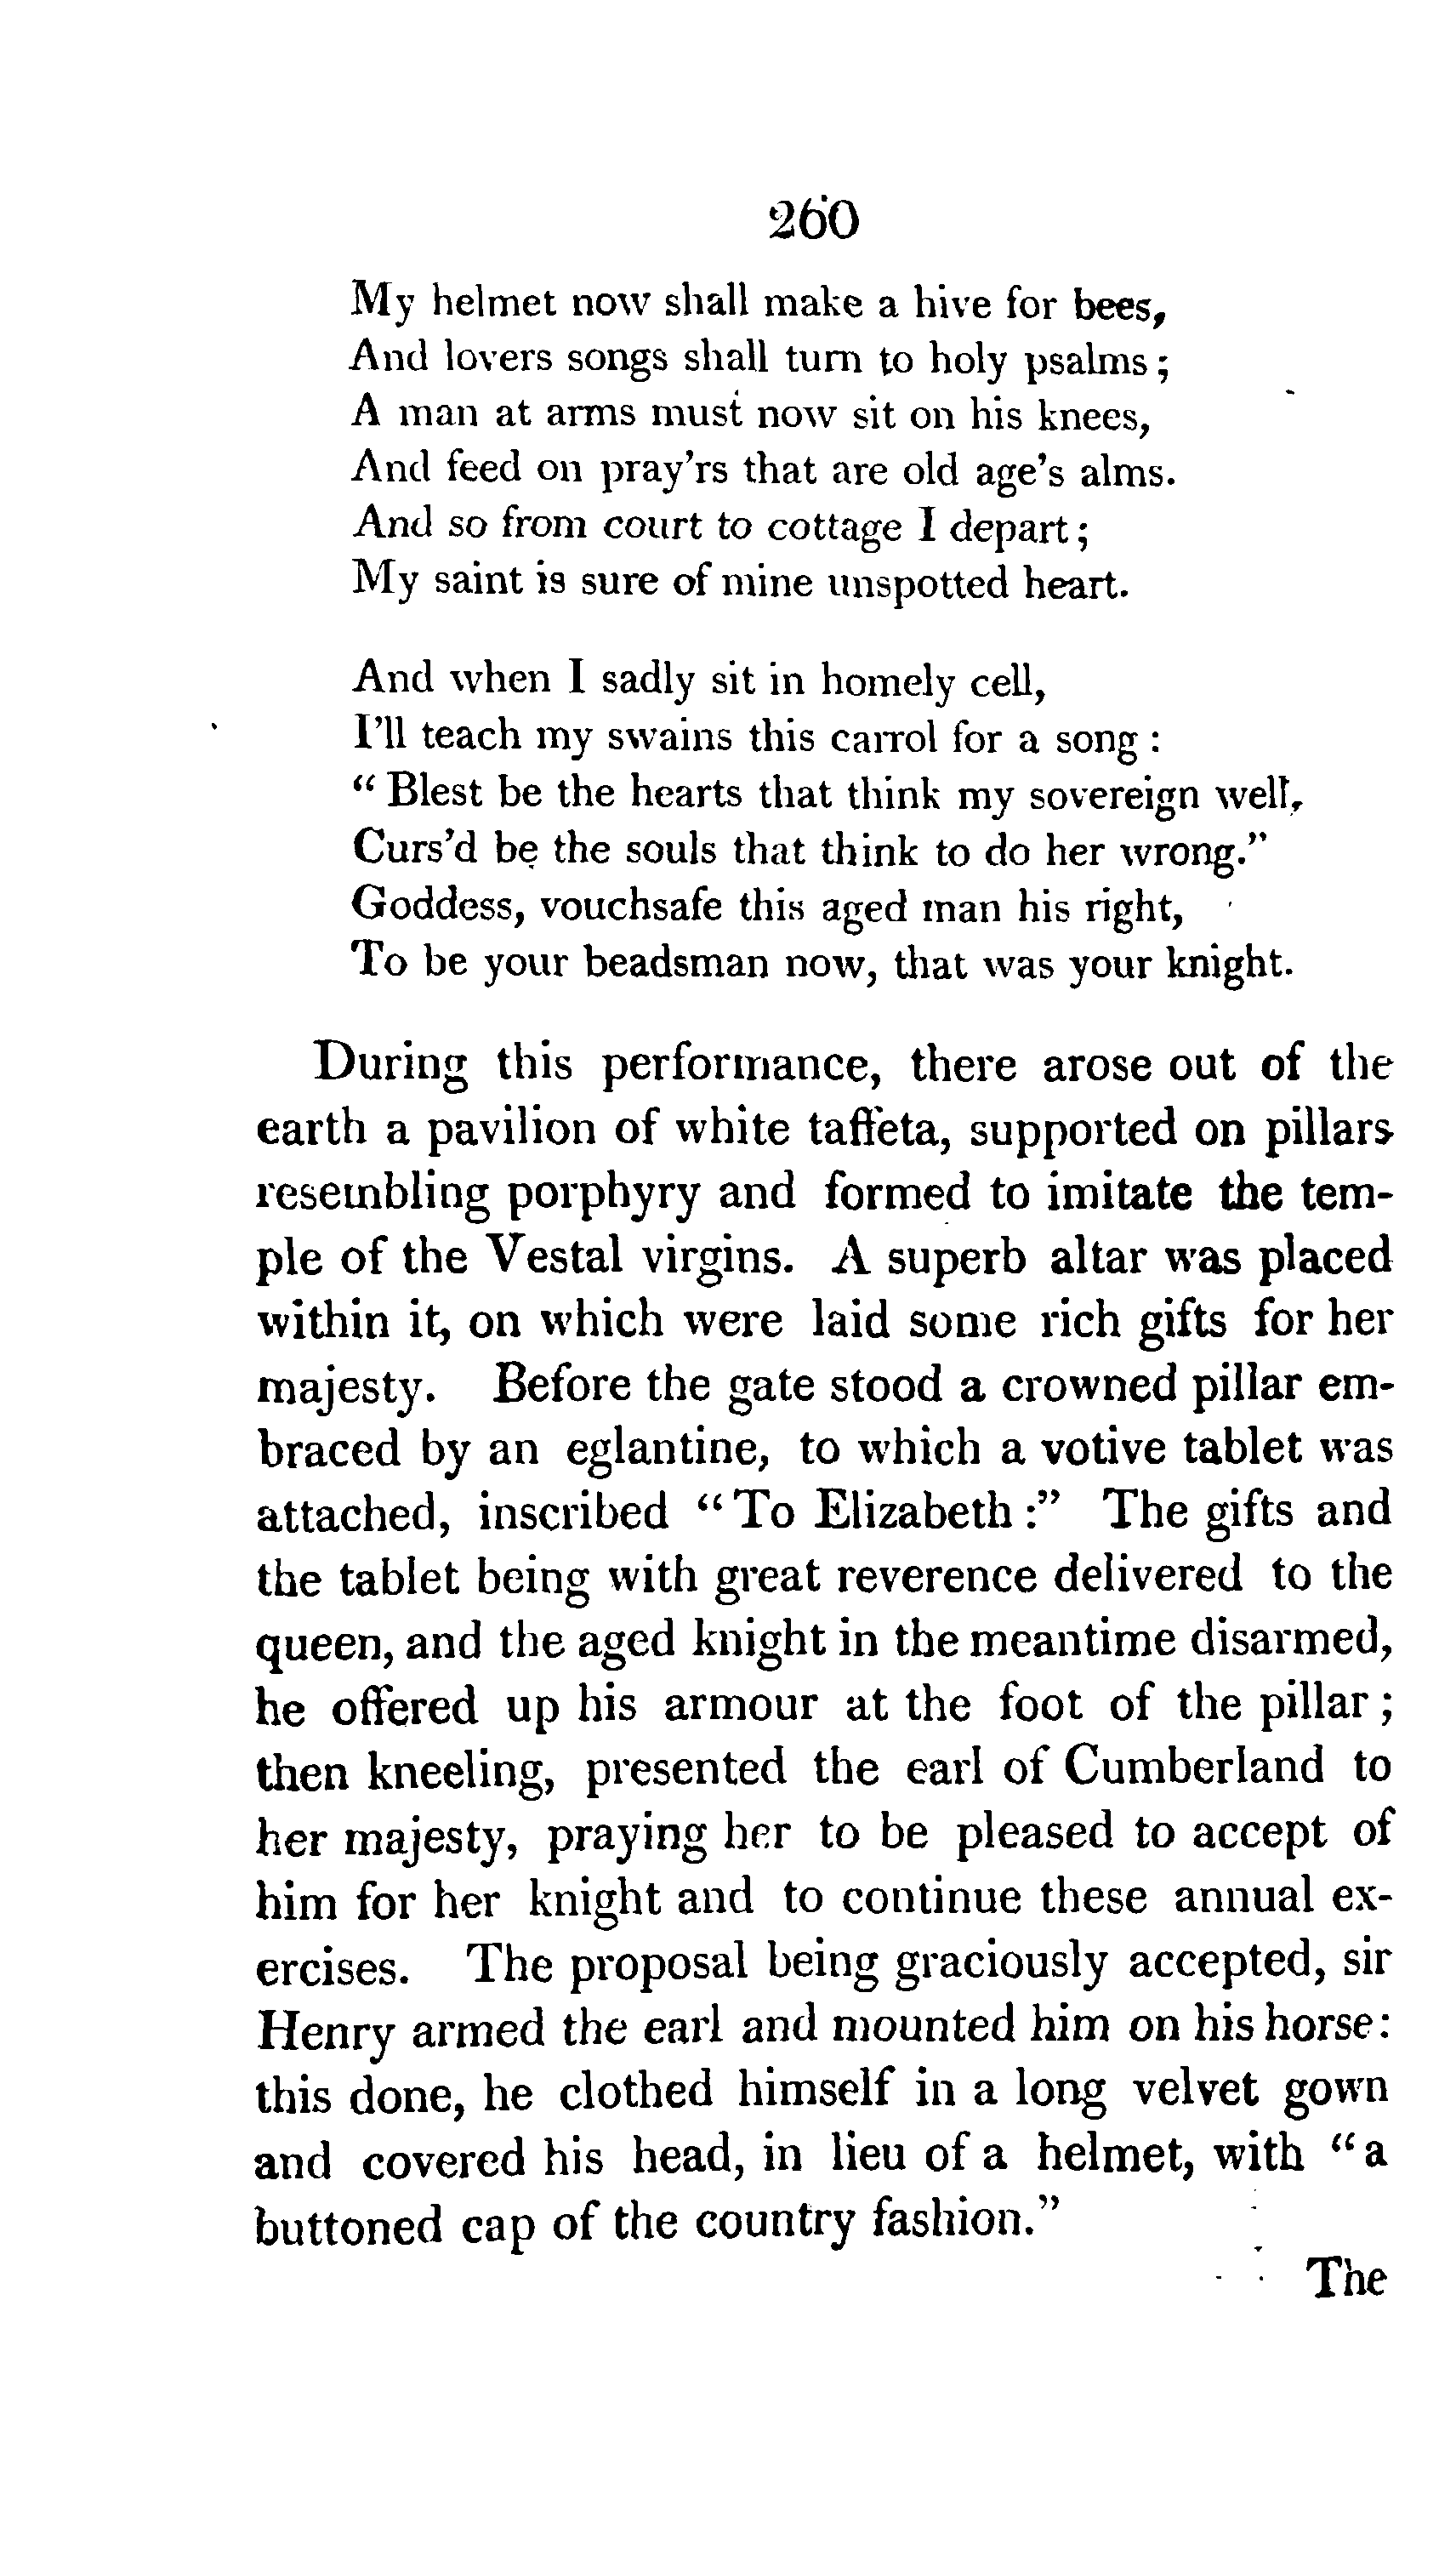 260
My helmet now shall make a hive for bees,
And lovers songs shall turn to holy psalms ;
A man at arms must now sit on his knees,
And feed on pray'rs that are old age's alms.
And so from court to cottage I depart ;
My saint is sure of mine unspotted heart.
And when I sadly sit in homely cell,
I'll teach my swains this carrol for a song :
“ Blest be the hearts that think my sovereign well,
Curs'd be the souls that think to do her wrong.”
Goddess, vouchsafe this aged man his right,
To be your beadsman now, that was your knight.
During this performance, there arose out of the
earth a pavilion of white taffeta, supported on pillars
resembling porphyry and formed to imitate the tem-
ple of the Vestal virgins. A superb altar was placed
within it, on which were laid some rich gifts for her
majesty. Before the gate stood a crowned pillar em-
braced by an eglantine, to which a votive tablet was
attached, inscribed “ To Elizabeth :” The gifts and
the tablet being with great reverence delivered to the
queen, and the aged knight in the meantime disarmed,
he offered up his armour at the foot of the pillar ;
then kneeling, presented the earl of Cumberland to
her majesty, praying her to be pleased to accept of
him for her knight and to continue these annual ex-
ercises. The proposal being graciously accepted, sir
Henry armed the earl and mounted him on his horse:
this done, he clothed himself in a long velvet gown
and covered his head, in lieu of a helmet, with “ a
buttoned cap of the country fashion.”
The